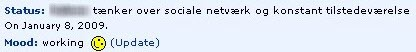 Status: tænker over sociale netværk og konstant tilstedeværelse
On January 8, 2009.
Mood: working (Update)